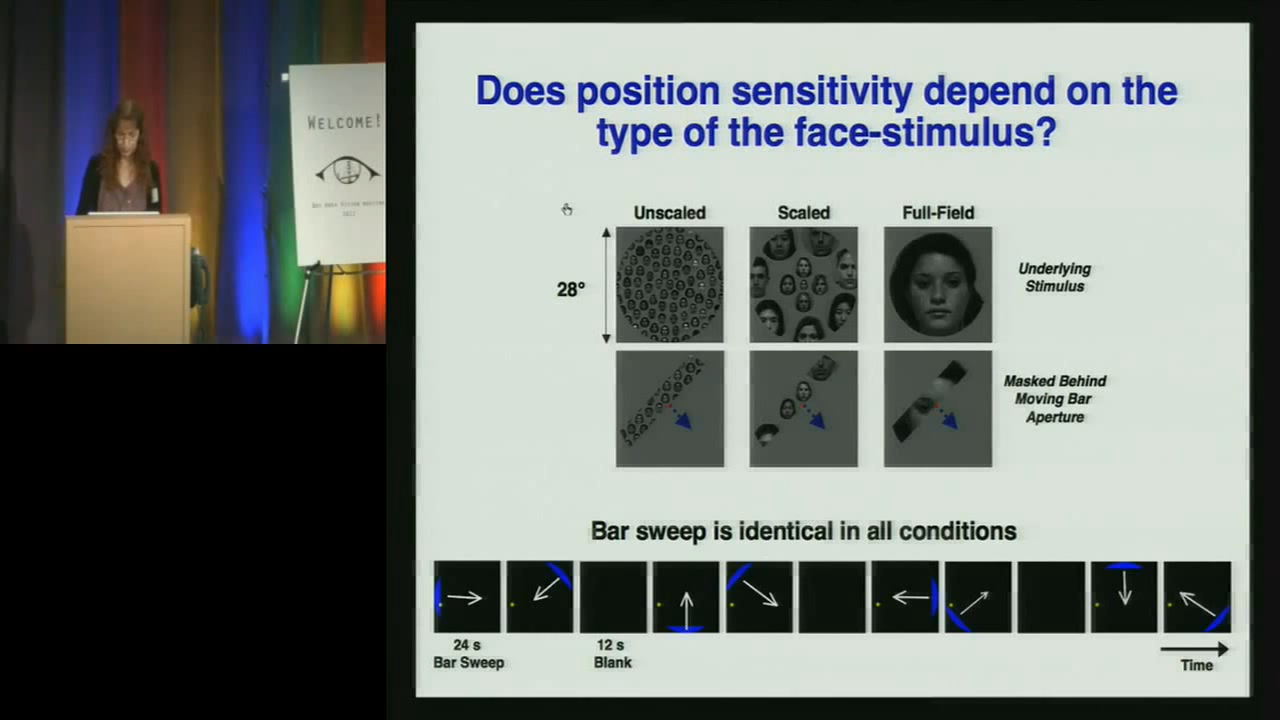 WELCOME!
Does position sensitivity depend on the
type of the face-stimulus?
Unscaled
Scaled
Full-Field
28°
Underlying
Stimulus
Masked Behind
Moving Bar
Aperture
Bar sweep is identical in all conditions
24 s
Bar Sweep
12 s
Blank
Time